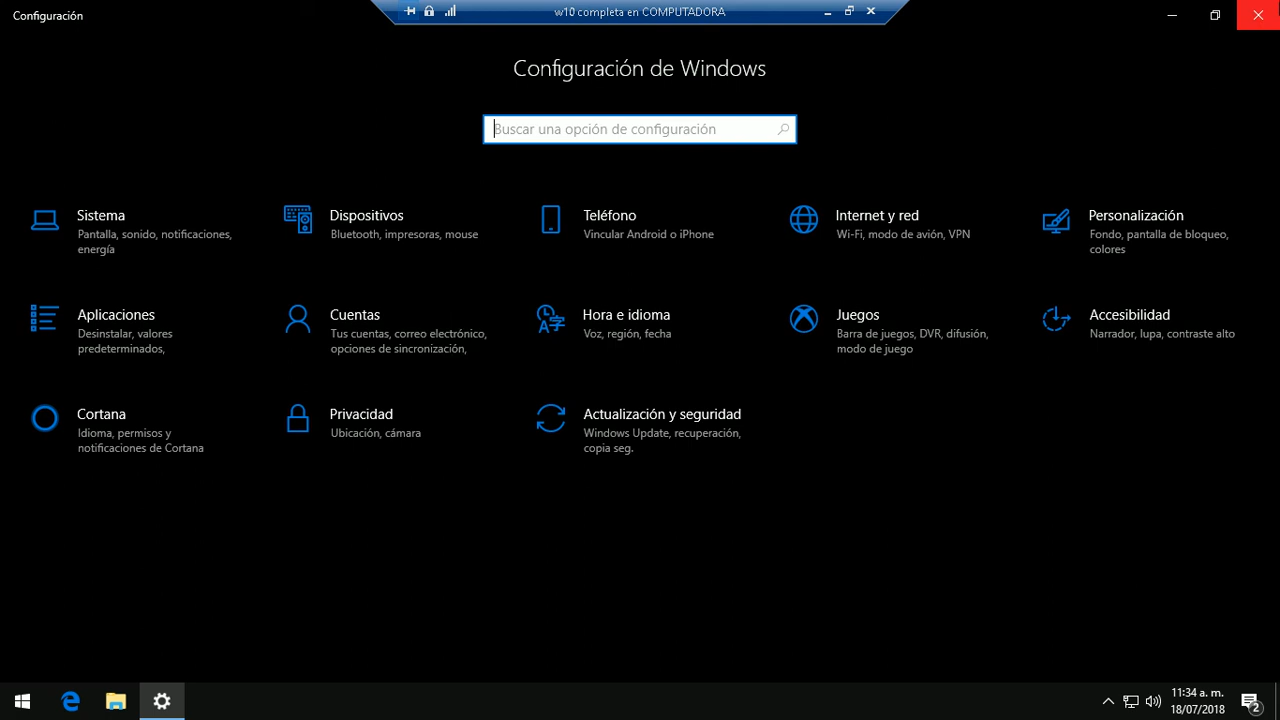 Configuración
w10 completa en COMPUTADORA
Configuración de Windows
Buscar una opción de configuración
Sistema
Pantalla, sonido, notificaciones,
energía
Dispositivos
Bluetooth, impresoras, mouse
Teléfono
Vincular Android o iPhone
Internet y red
Wi-Fi, modo de avión, VPN
Personalización
Fondo, pantalla de bloqueo,
colores
Aplicaciones
Desinstalar, valores
predeterminados,
Cuentas
Tus cuentas, correo electrónico,
opciones de sincronización,
Hora e idioma
Voz, región, fecha
Juegos
Barra de juegos, DVR, difusión,
modo de juego
Accesibilidad
Narrador, lupa, contraste alto
Cortana
Idioma, permisos y
notificaciones de Cortana
Privacidad
Ubicación, cámara
Actualización y seguridad
Windows Update, recuperación,
copia seg.
11:34 a. m.
18/07/2018
2